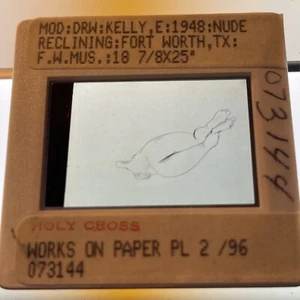 MOD:DRW:KELLY,E:1948:NUDE
RECLINING:FORT WORTH,TX:
F.W.MUS.:18 7/8X25"
073144
HOLY CROSS
WORKS ON PAPER PL 2 /96
073144